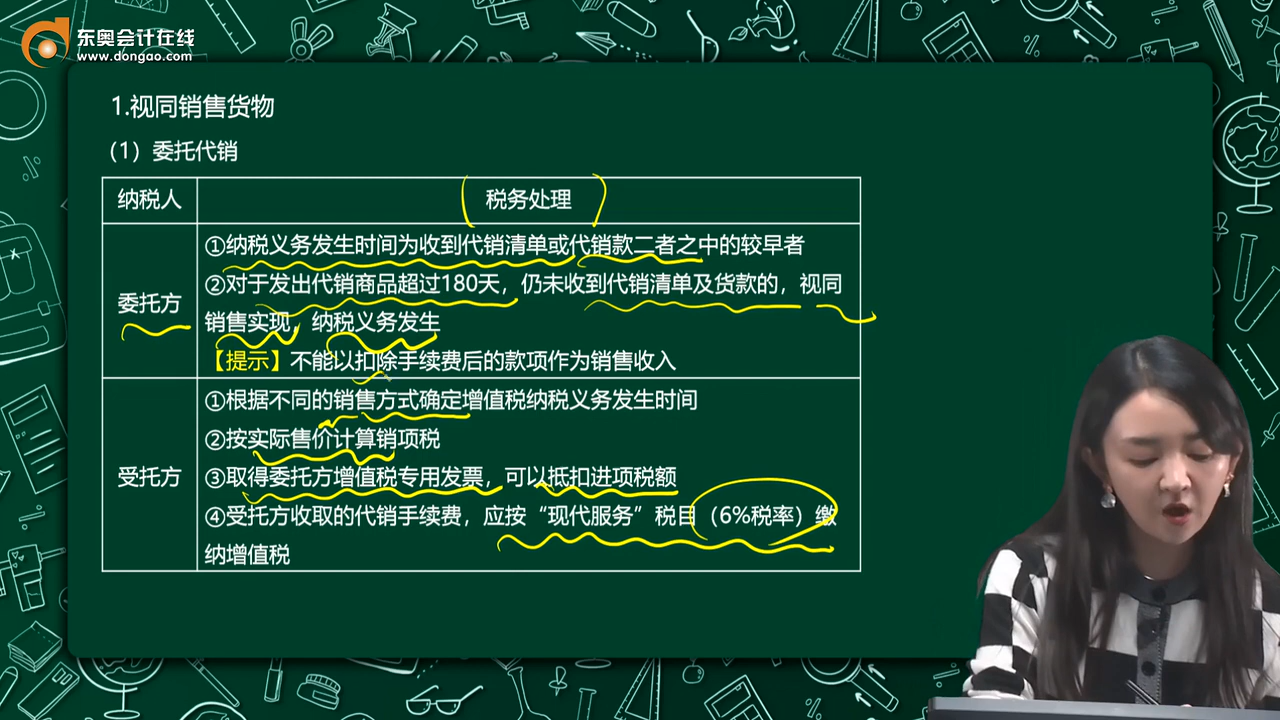 东奥会计在线
www.dongao.com
1.视同销售货物
（1）委托代销
纳税人
税务处理
委托方
①纳税义务发生时间为收到代销清单或代销款二者之中的较早者
②对于发出代销商品超过180天，仍未收到代销清单及货款的，视同
销售实现，纳税义务发生
【提示】不能以扣除手续费后的款项作为销售收入
受托方
①根据不同的销售方式确定增值税纳税义务发生时间
②按实际售价计算销项税
③取得委托方增值税专用发票，可以抵扣进项税额
④受托方收取的代销手续费，应按“现代服务”税目（6%税率）缴
纳增值税